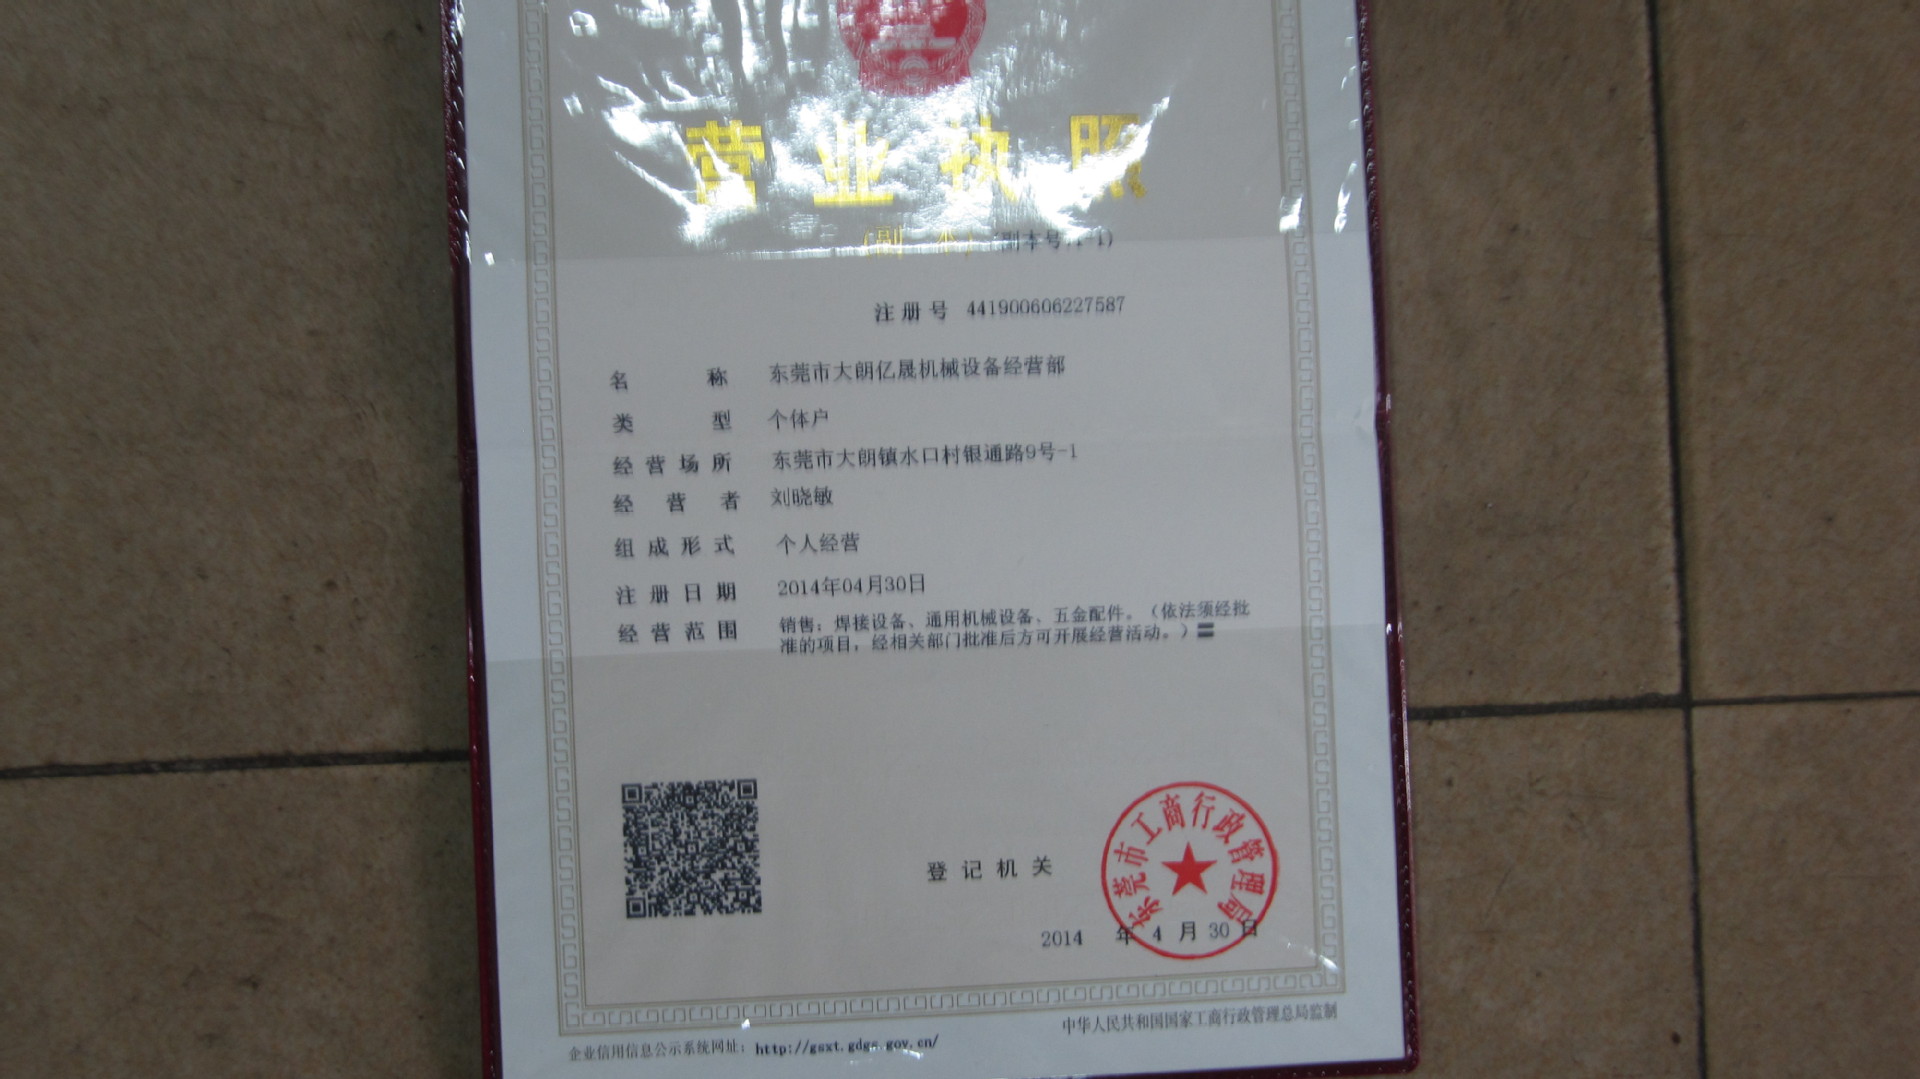 营业执照
（副 本）（副本号:1-1）
注册号 441900606227587
名称 东莞市大朗亿晟机械设备经营部
类型 个体户
经营场所 东莞市大朗镇水口村银通路9号-1
经营者 刘晓敏
组成形式 个人经营
注册日期 2014年04月30日
经营范围 销售：焊接设备、通用机械设备、五金配件。（依法须经批
准的项目，经相关部门批准后方可开展经营活动。）〓
东莞市工商行政管理局
登记机关
2014 年 4 月 30 日
中华人民共和国国家工商行政管理总局监制
企业信用信息公示系统网址：http://gsxt.gdgs.gov.cn/